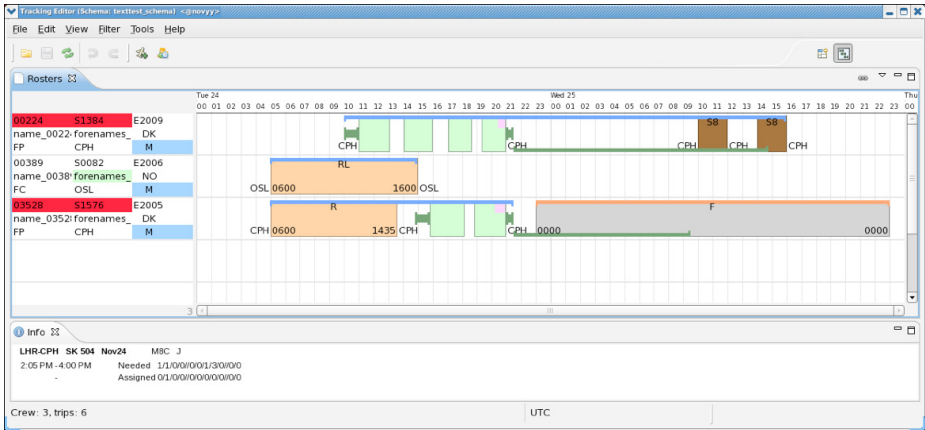 Tracking Editor (Schema: texttest_schema) <@novyy>
File Edit View Filter Tools Help
Rosters
Tue 24 Wed 25 Thu
00 01 02 03 04 05 06 07 08 09 10 11 12 13 14 15 16 17 18 19 20 21 22 23 00 01 02 03 04 05 06 07 08 09 10 11 12 13 14 15 16 17 18 19 20 21 22 23 00
00224 S1384 E2009 S8 S8
name_0022 forenames_ DK CPH CPH CPH CPH CPH
FP CPH M
00389 S0082 E2006 RL
name_0038 forenames_ NO
FC OSL M OSL 0600 1600 OSL
03528 S1576 E2005 R F
name_0352 forenames_ DK
FP CPH M CPH 0600 1435 CPH CPH 0000 0000
3
Info
LHR-CPH SK 504 Nov24 M8C J
2:05 PM - 4:00 PM Needed 1/1/0/0//0/0/1/3/0//0/0
- Assigned 0/1/0/0//0/0/0/0/0//0/0
Crew: 3, trips: 6 UTC